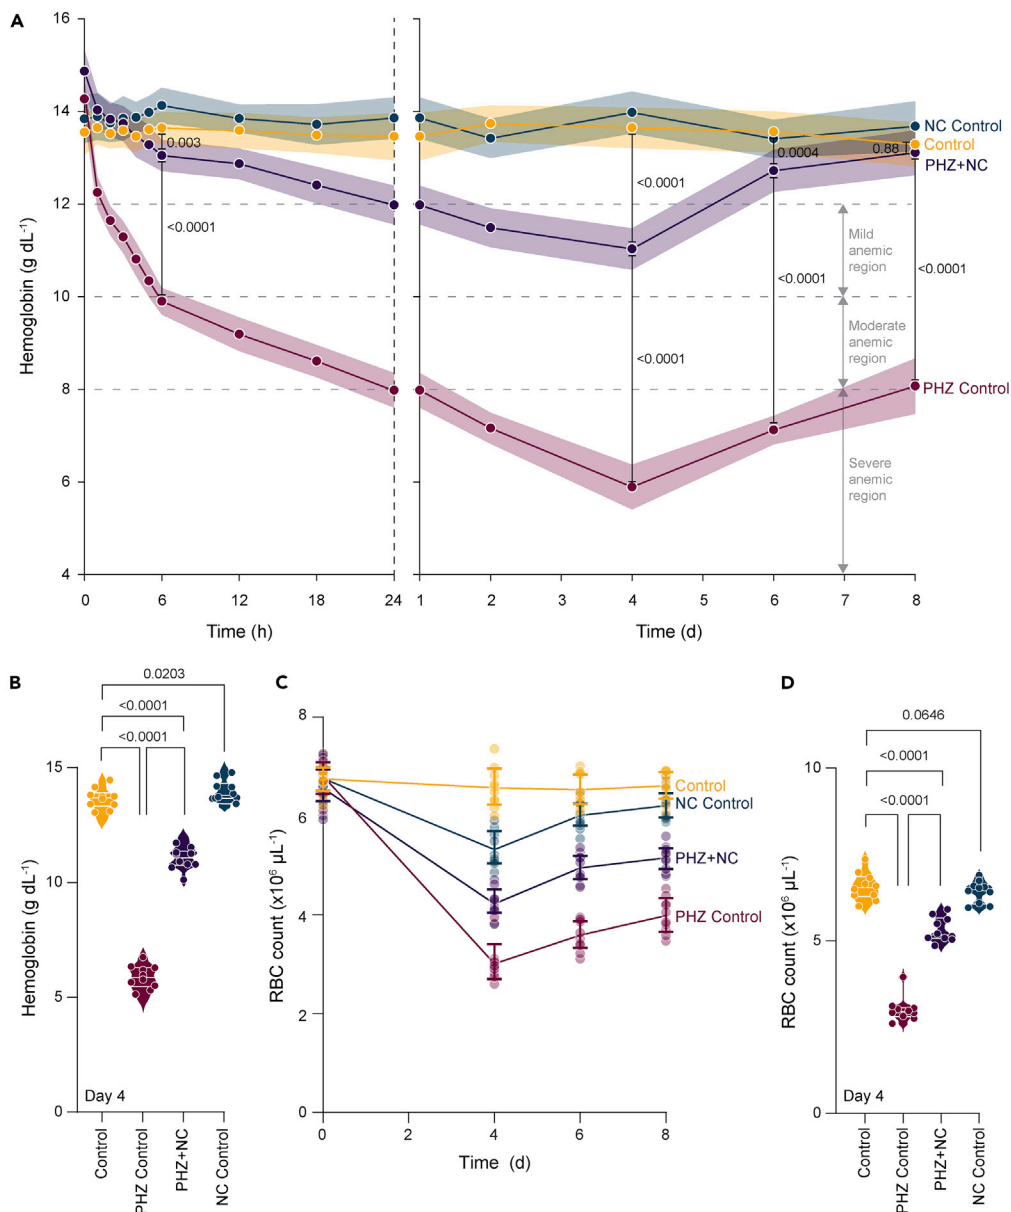 A
Hemoglobin (g dL⁻¹)
16
14
12
10
8
6
4
0.003
<0.0001
<0.0001
<0.0001
0.0004
<0.0001
0.88
<0.0001
NC Control
Control
PHZ+NC
Mild
anemic
region
Moderate
anemic
region
PHZ Control
Severe
anemic
region
0 6 12 18 24
Time (h)
1 2 3 4 5 6 7 8
Time (d)
B
0.0203
<0.0001
<0.0001
Hemoglobin (g dL⁻¹)
15
10
5
0
Day 4
Control
PHZ Control
PHZ+NC
NC Control
C
RBC count (x10⁶ µL⁻¹)
8
6
4
2
0
Control
NC Control
PHZ+NC
PHZ Control
0 2 4 6 8
Time (d)
D
0.0646
<0.0001
<0.0001
RBC count (x10⁶ µL⁻¹)
10
5
0
Day 4
Control
PHZ Control
PHZ+NC
NC Control